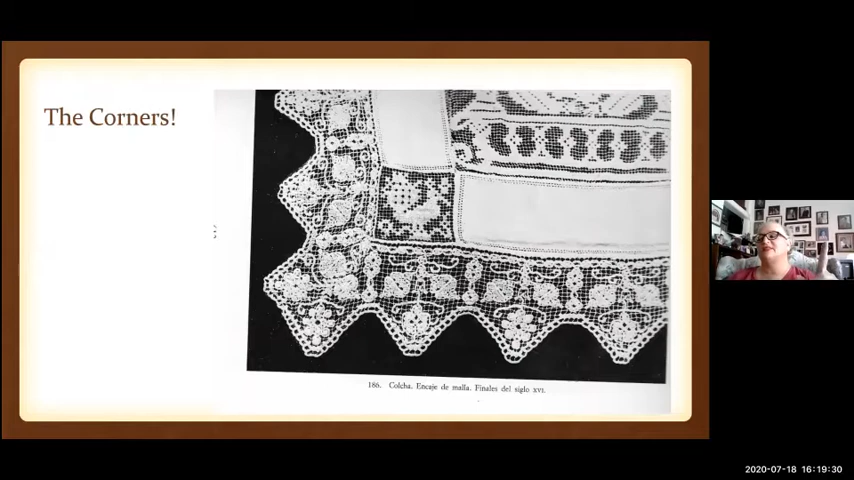 The Corners!
186. Colcha. Encaje de malla. Finales del siglo XVI.
2020-07-18 16:19:30